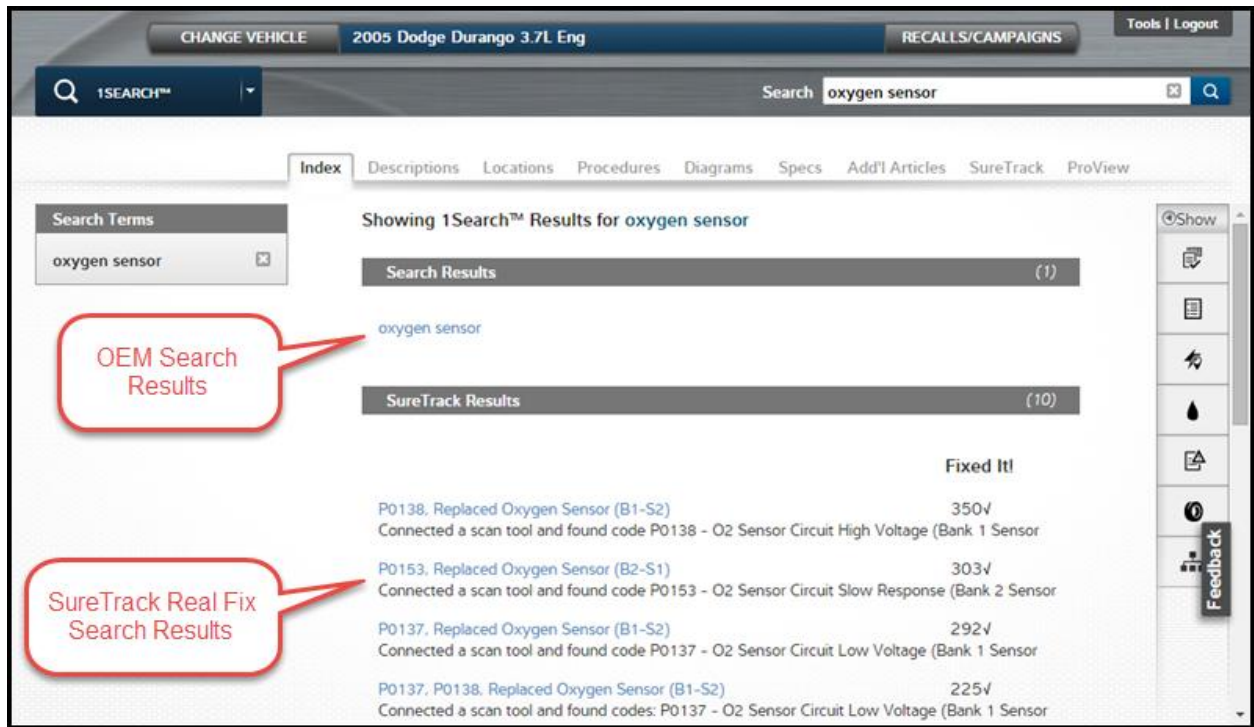 Tools | Logout
CHANGE VEHICLE
2005 Dodge Durango 3.7L Eng
RECALLS/CAMPAIGNS
1SEARCH™
Search
oxygen sensor
Index
Descriptions
Locations
Procedures
Diagrams
Specs
Add'l Articles
SureTrack
ProView
Search Terms
oxygen sensor
Showing 1Search™ Results for oxygen sensor
Show
Search Results (1)
oxygen sensor
OEM Search
Results
SureTrack Results (10)
Fixed It!
P0138, Replaced Oxygen Sensor (B1-S2) 350√
Connected a scan tool and found code P0138 - O2 Sensor Circuit High Voltage (Bank 1 Sensor
P0153, Replaced Oxygen Sensor (B2-S1) 303√
Connected a scan tool and found code P0153 - O2 Sensor Circuit Slow Response (Bank 2 Sensor
SureTrack Real Fix
Search Results
P0137, Replaced Oxygen Sensor (B1-S2) 292√
Connected a scan tool and found code P0137 - O2 Sensor Circuit Low Voltage (Bank 1 Sensor
P0137, P0138, Replaced Oxygen Sensor (B1-S2) 225√
Connected a scan tool and found codes: P0137 - O2 Sensor Circuit Low Voltage (Bank 1 Sensor
Feedback